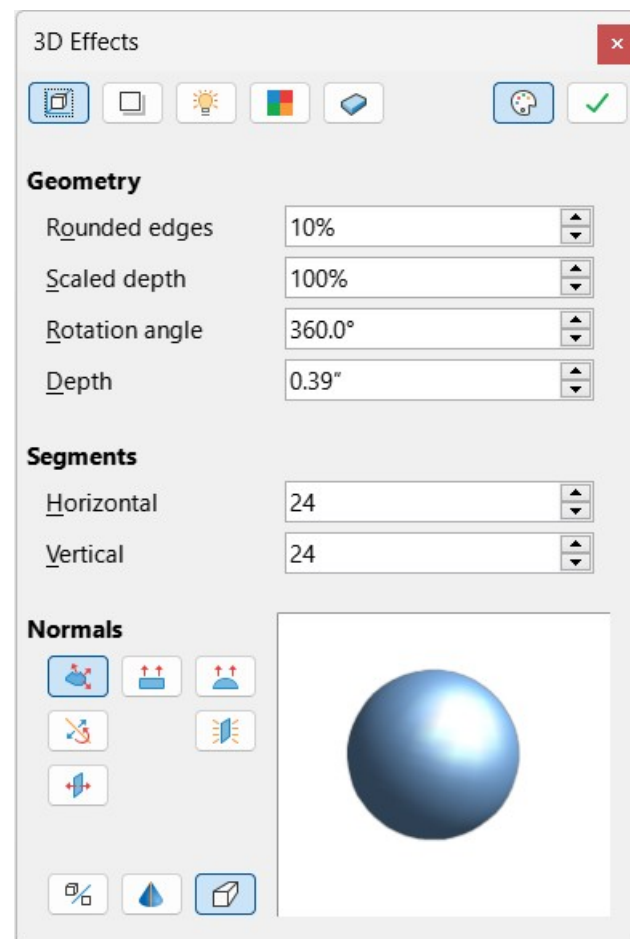 3D Effects
Geometry
Rounded edges 10%
Scaled depth 100%
Rotation angle 360.0°
Depth 0.39″
Segments
Horizontal 24
Vertical 24
Normals